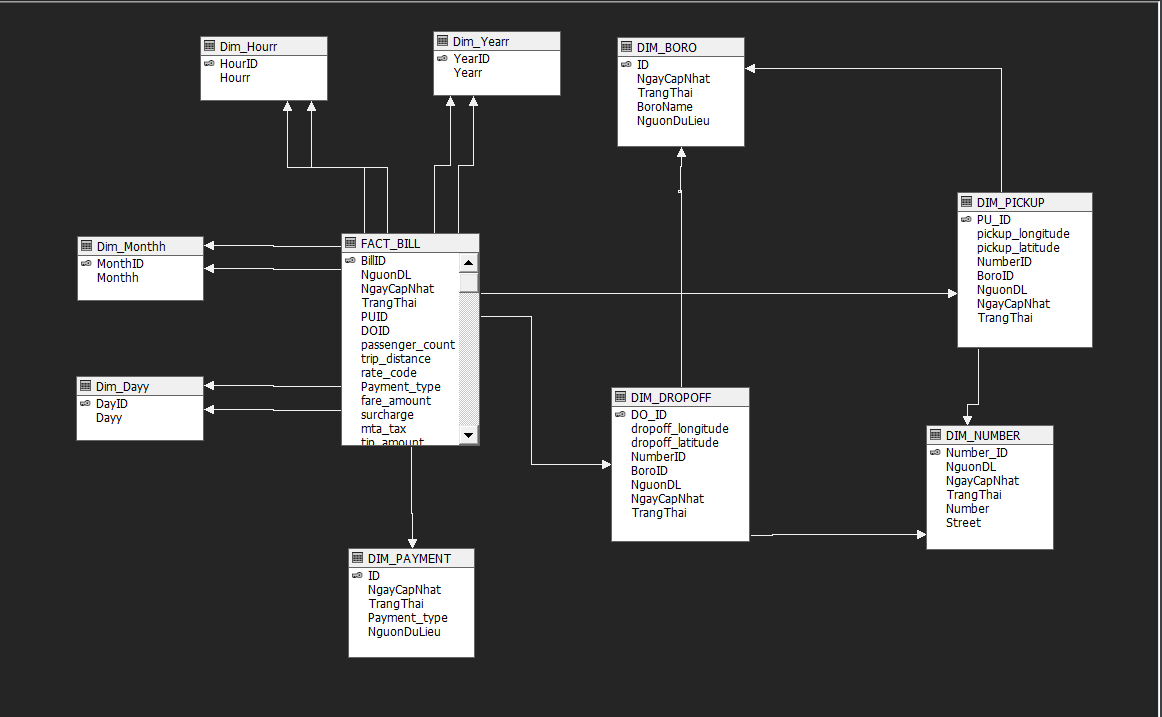 Dim_Hourr
HourID
Hourr
Dim_Yearr
YearID
Yearr
DIM_BORO
ID
NgayCapNhat
TrangThai
BoroName
NguonDuLieu
DIM_PICKUP
PU_ID
pickup_longitude
pickup_latitude
NumberID
BoroID
NguonDL
NgayCapNhat
TrangThai
Dim_Monthh
MonthID
Monthh
FACT_BILL
BillID
NguonDL
NgayCapNhat
TrangThai
PUID
DOID
passenger_count
trip_distance
rate_code
Payment_type
fare_amount
surcharge
mta_tax
tip_amount
Dim_Dayy
DayID
Dayy
DIM_DROPOFF
DO_ID
dropoff_longitude
dropoff_latitude
NumberID
BoroID
NguonDL
NgayCapNhat
TrangThai
DIM_NUMBER
Number_ID
NguonDL
NgayCapNhat
TrangThai
Number
Street
DIM_PAYMENT
ID
NgayCapNhat
TrangThai
Payment_type
NguonDuLieu